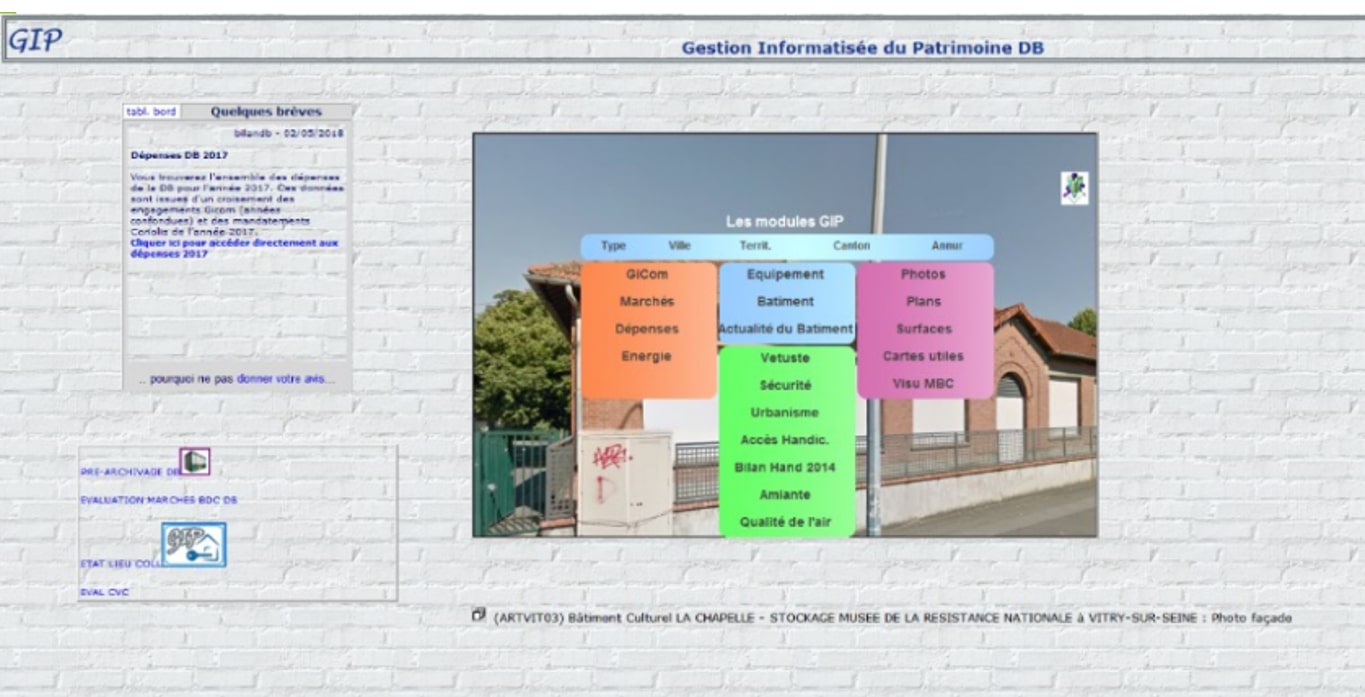 GIP
Gestion Informatisée du Patrimoine DB
tabl. bord Quelques brèves
bilandb - 02/05/2018
Dépenses DB 2017
Vous trouverez l'ensemble des dépenses
de la DB pour l'année 2017. Ces données
sont issues d'un croisement des
engagements Gicom (années
confondues) et des mandatements
Coriolis de l'année 2017.
Cliquer ici pour accéder directement aux
dépenses 2017
.. pourquoi ne pas donner votre avis...
PRE-ARCHIVAGE DB
EVALUATION MARCHES BDC DB
GIP
ETAT LIEU COLL
EVAL CVC
Les modules GIP
Type Ville Territ. Canton Annur
GiCom
Marchés
Dépenses
Energie
Equipement
Batiment
Actualité du Batiment
Vetuste
Sécurité
Urbanisme
Accès Handic.
Bilan Hand 2014
Amiante
Qualité de l'air
Photos
Plans
Surfaces
Cartes utiles
Visu MBC
(ARTVIT03) Bâtiment Culturel LA CHAPELLE - STOCKAGE MUSEE DE LA RESISTANCE NATIONALE à VITRY-SUR-SEINE : Photo façade